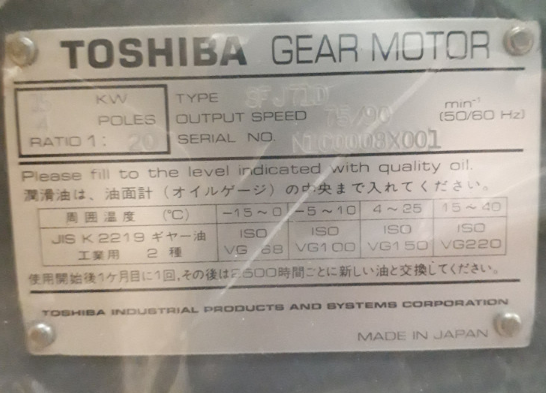 TOSHIBA GEAR MOTOR
KW
4 POLES
RATIO 1: 20
TYPE
OUTPUT SPEED 75/90 min⁻¹ (50/60 Hz)
SERIAL NO.
Please fill to the level indicated with quality oil.
潤滑油は、油面計(オイルゲージ)の中央まで入れてください。
周囲温度 (℃) -15~0 -5~10 4~25 15~40
JIS K 2219 ギヤー油 ISO ISO ISO ISO
工業用 2種 VG 68 VG100 VG150 VG220
使用開始後1ケ月目に1回,その後は2500時間ごとに新しい油と交換してください。
TOSHIBA INDUSTRIAL PRODUCTS AND SYSTEMS CORPORATION
MADE IN JAPAN